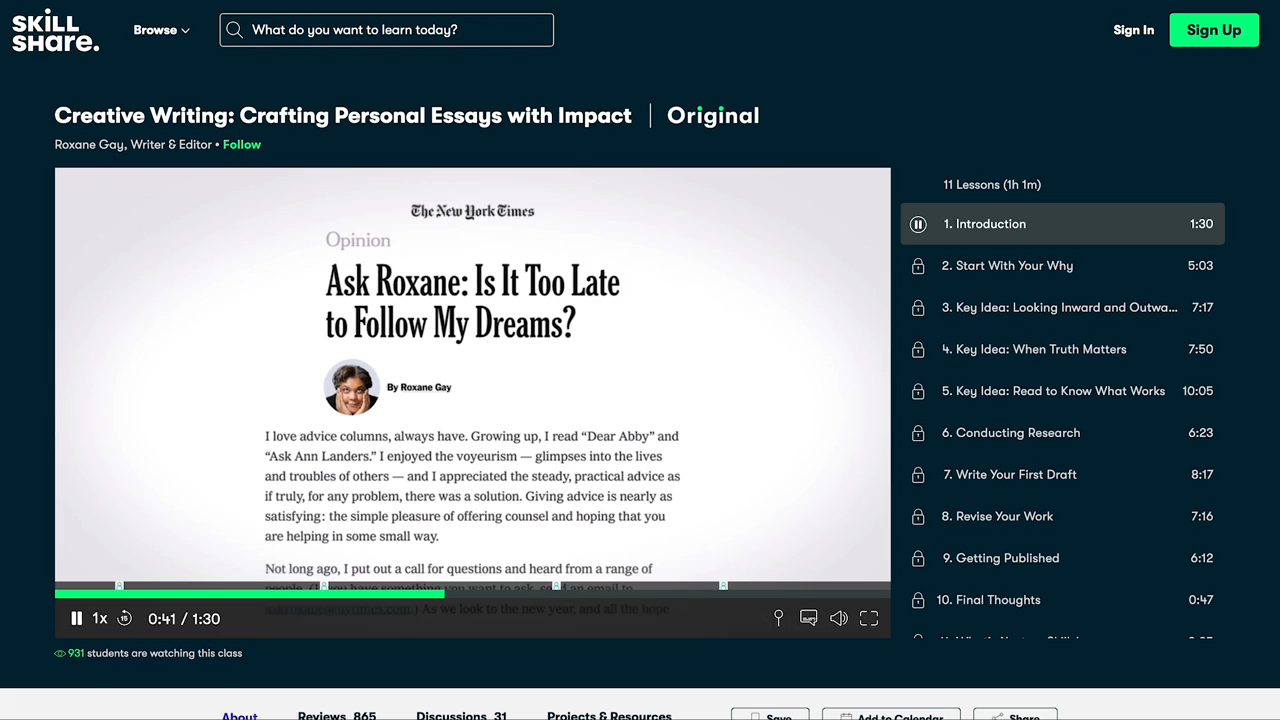 SKILL
SHARE.
Browse
What do you want to learn today?
Sign In
Sign Up
Creative Writing: Crafting Personal Essays with Impact | Original
Roxane Gay, Writer & Editor • Follow
The New York Times
Opinion
Ask Roxane: Is It Too Late
to Follow My Dreams?
By Roxane Gay
I love advice columns, always have. Growing up, I read “Dear Abby” and
“Ask Ann Landers.” I enjoyed the voyeurism — glimpses into the lives
and troubles of others — and I appreciated the steady, practical advice as
if truly, for any problem, there was a solution. Giving advice is nearly as
satisfying: the simple pleasure of offering counsel and hoping that you
are helping in some small way.
Not long ago, I put out a call for questions and heard from a range of
people. have something you want to ask, an email to
As we look to the new year, and all the hope
1x
15
0:41 / 1:30
931 students are watching this class
11 Lessons (1h 1m)
1. Introduction 1:30
2. Start With Your Why 5:03
3. Key Idea: Looking Inward and Outwa... 7:17
4. Key Idea: When Truth Matters 7:50
5. Key Idea: Read to Know What Works 10:05
6. Conducting Research 6:23
7. Write Your First Draft 8:17
8. Revise Your Work 7:16
9. Getting Published 6:12
10. Final Thoughts 0:47
About
Reviews 865
Discussions 31
Projects & Resources
Save
Add to Calendar
Share